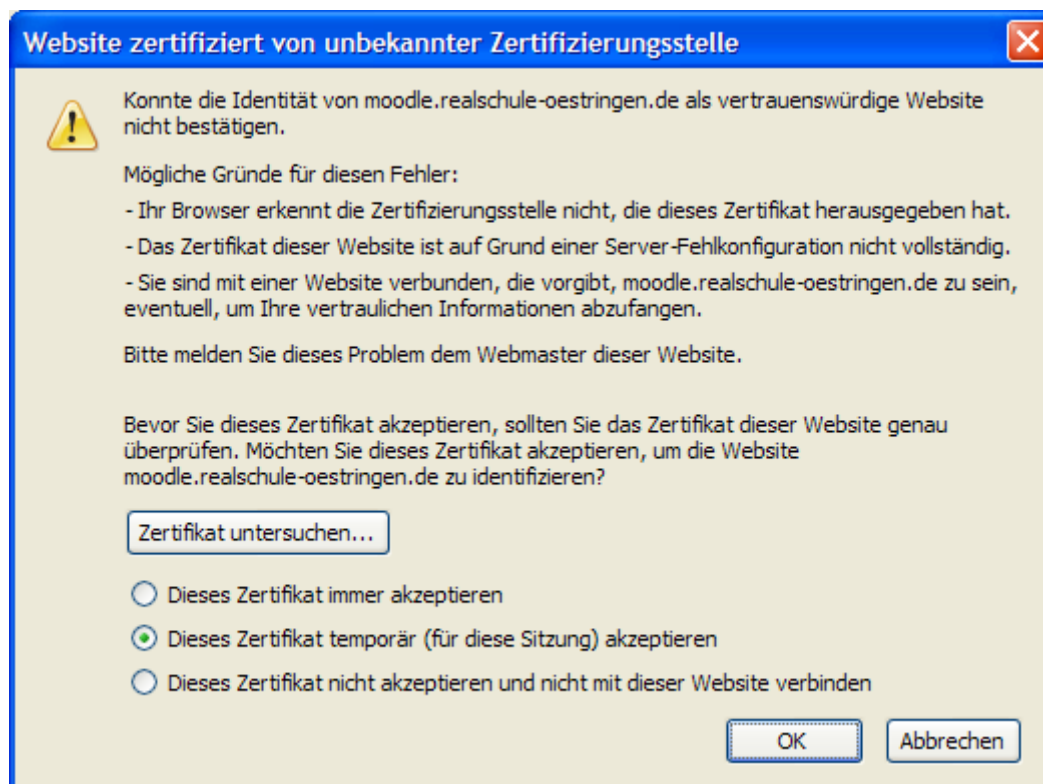 Website zertifiziert von unbekannter Zertifizierungsstelle
Konnte die Identität von moodle.realschule-oestringen.de als vertrauenswürdige Website
nicht bestätigen.
Mögliche Gründe für diesen Fehler:
- Ihr Browser erkennt die Zertifizierungsstelle nicht, die dieses Zertifikat herausgegeben hat.
- Das Zertifikat dieser Website ist auf Grund einer Server-Fehlkonfiguration nicht vollständig.
- Sie sind mit einer Website verbunden, die vorgibt, moodle.realschule-oestringen.de zu sein,
eventuell, um Ihre vertraulichen Informationen abzufangen.
Bitte melden Sie dieses Problem dem Webmaster dieser Website.
Bevor Sie dieses Zertifikat akzeptieren, sollten Sie das Zertifikat dieser Website genau
überprüfen. Möchten Sie dieses Zertifikat akzeptieren, um die Website
moodle.realschule-oestringen.de zu identifizieren?
Zertifikat untersuchen...
Dieses Zertifikat immer akzeptieren
Dieses Zertifikat temporär (für diese Sitzung) akzeptieren
Dieses Zertifikat nicht akzeptieren und nicht mit dieser Website verbinden
OK
Abbrechen